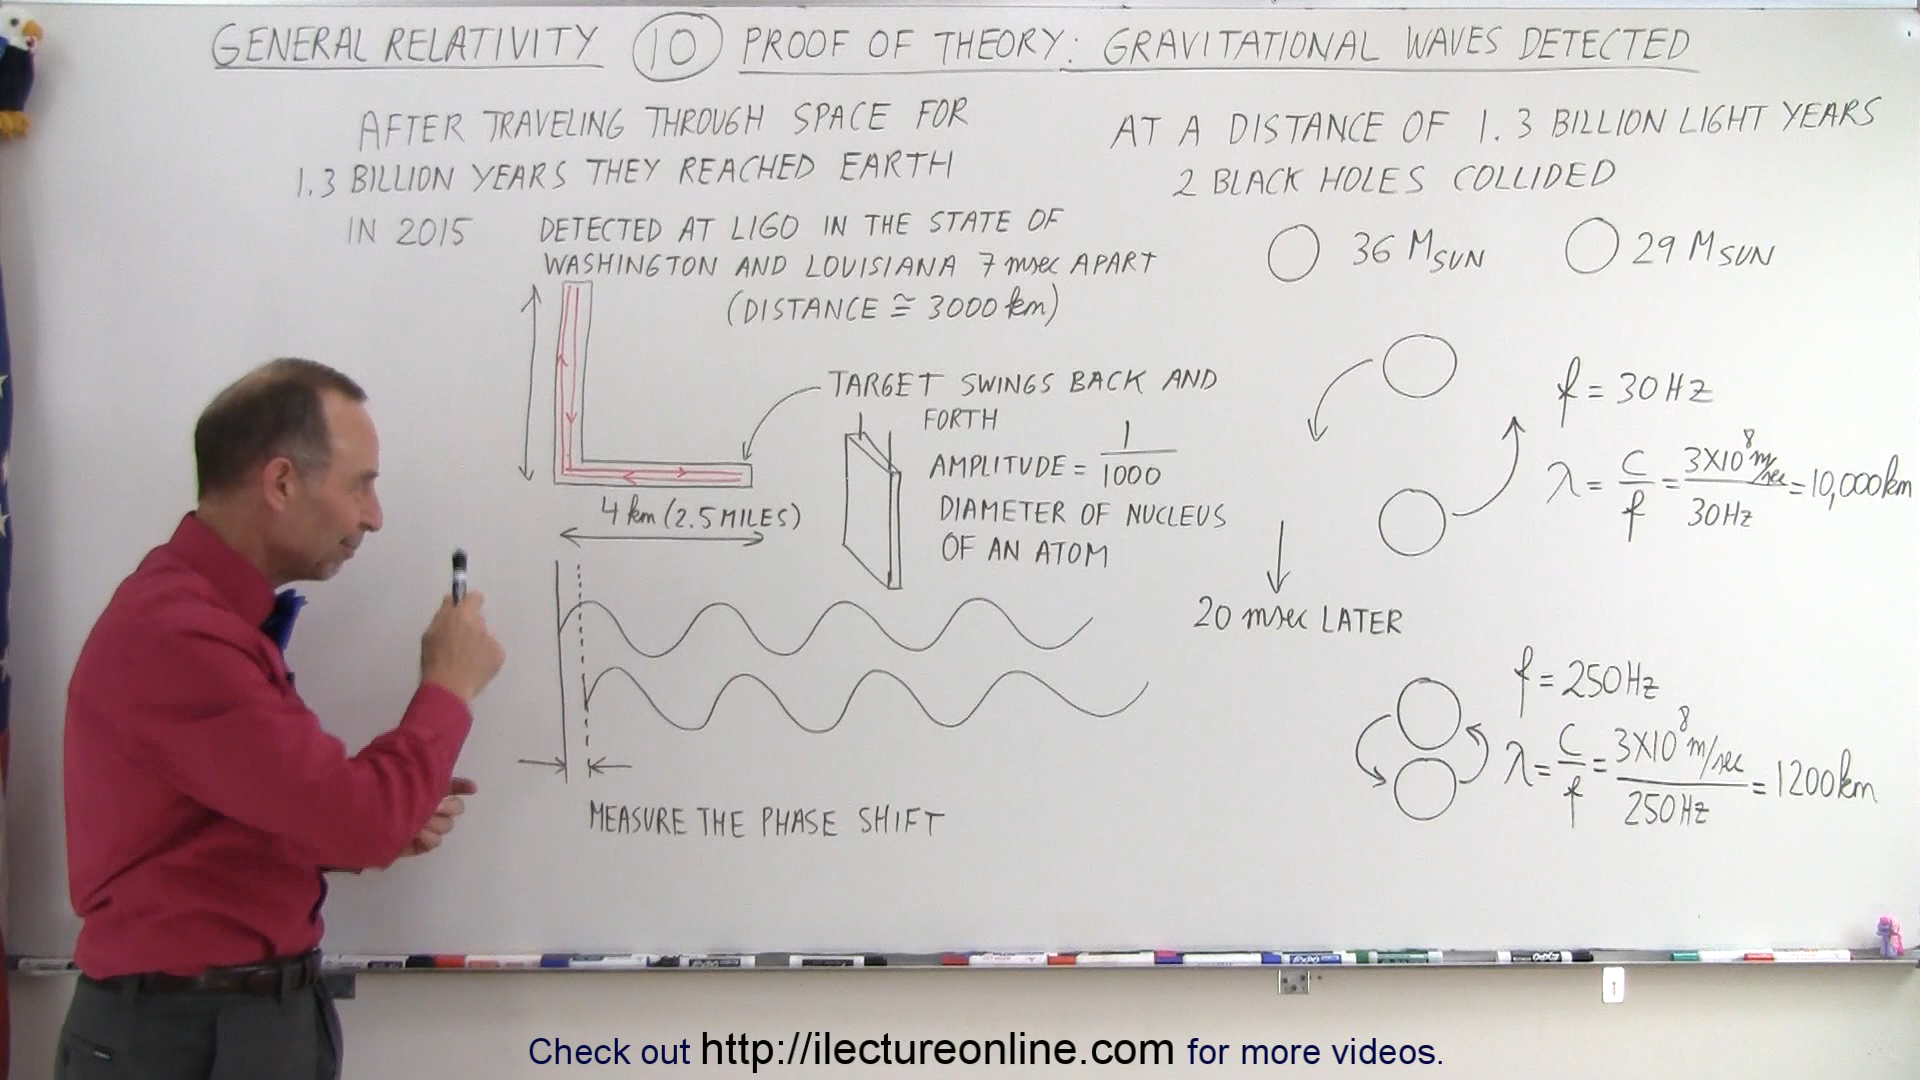 GENERAL RELATIVITY 10 PROOF OF THEORY: GRAVITATIONAL WAVES DETECTED
AFTER TRAVELING THROUGH SPACE FOR
1.3 BILLION YEARS THEY REACHED EARTH
IN 2015
DETECTED AT LIGO IN THE STATE OF
WASHINGTON AND LOUISIANA 7 msec APART
(DISTANCE ≅ 3000 km)
TARGET SWINGS BACK AND
FORTH
AMPLITUDE = 1/1000
DIAMETER OF NUCLEUS
OF AN ATOM
4 km (2.5 MILES)
MEASURE THE PHASE SHIFT
AT A DISTANCE OF 1.3 BILLION LIGHT YEARS
2 BLACK HOLES COLLIDED
36 MSUN 29 MSUN
f = 30 HZ
λ = C/f = 3X10⁸ m/sec / 30 HZ = 10,000 km
20 msec LATER
f = 250 HZ
λ = C/f = 3X10⁸ m/sec / 250 HZ = 1200 km
Check out http://ilectureonline.com for more videos.